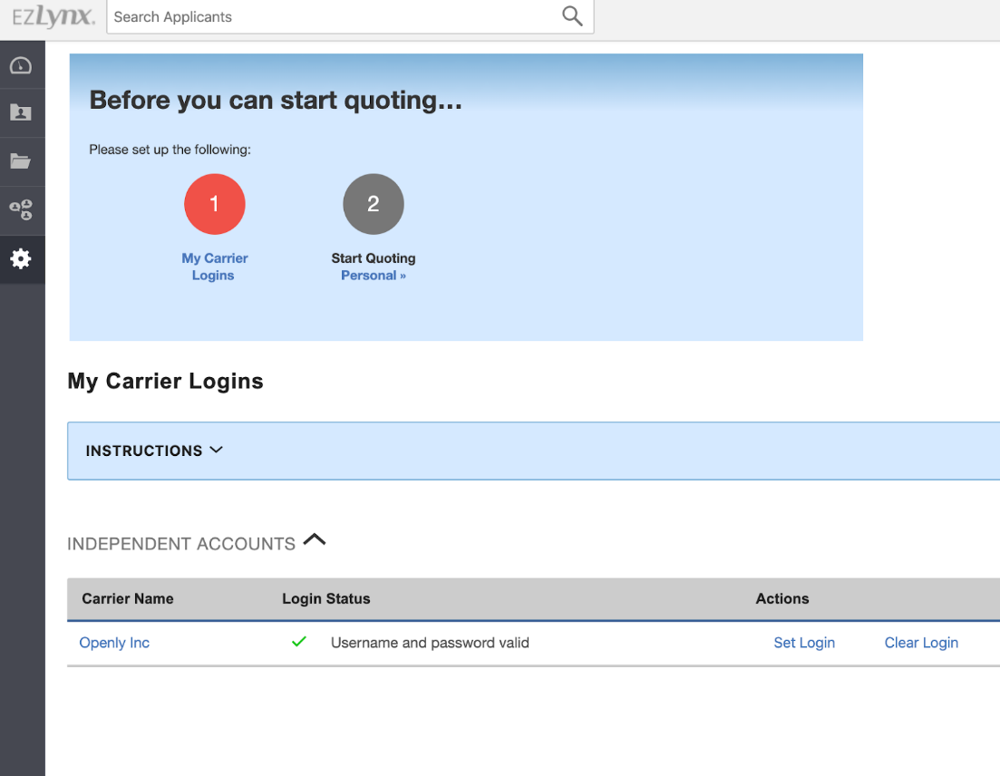 EZLynx.
Search Applicants
Before you can start quoting...
Please set up the following:
1
2
My Carrier
Logins
Start Quoting
Personal »
My Carrier Logins
INSTRUCTIONS
INDEPENDENT ACCOUNTS
Carrier Name Login Status Actions
Openly Inc Username and password valid Set Login Clear Login